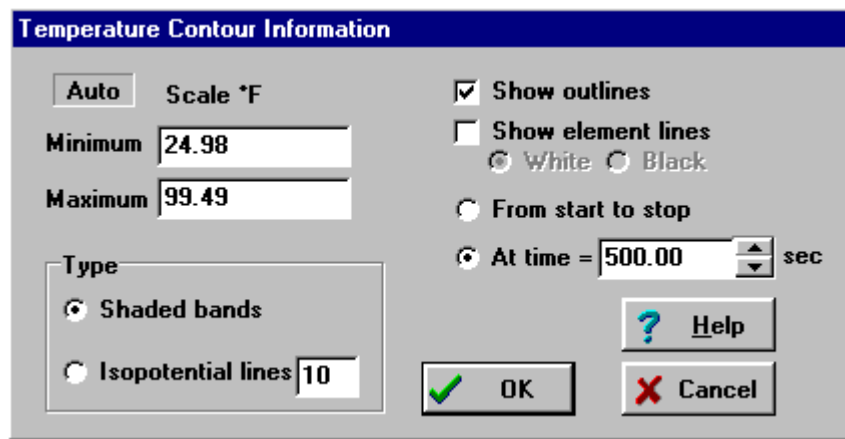 Temperature Contour Information
Auto Scale °F
Minimum 24.98
Maximum 99.49
Type
Shaded bands
Isopotential lines 10
Show outlines
Show element lines
White Black
From start to stop
At time = 500.00 sec
? Help
OK
Cancel